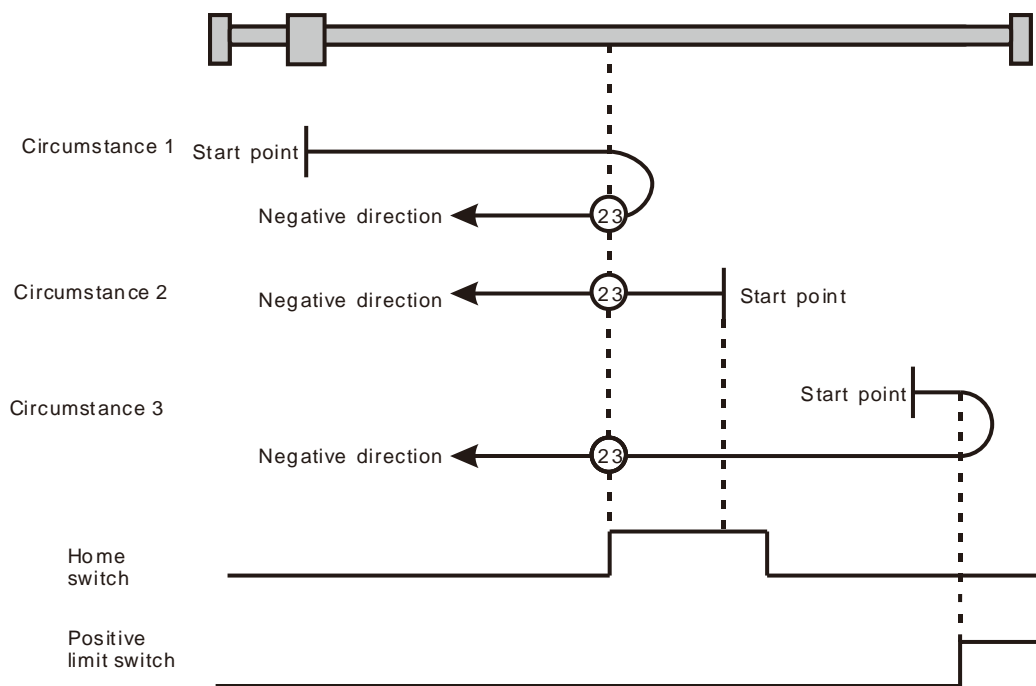 Circumstance 1
Start point
23
Negative direction
Circumstance 2
Negative direction
23
Start point
Circumstance 3
Start point
Negative direction
23
Home
switch
Positive
limit switch